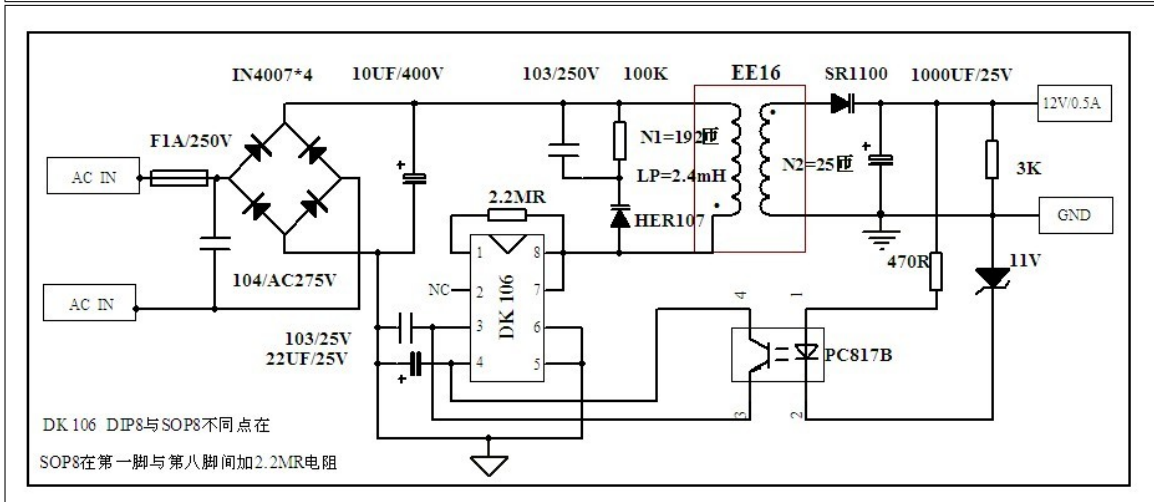 IN4007*4
10UF/400V
103/250V
100K
EE16
SR1100
1000UF/25V
12V/0.5A
F1A/250V
N1=192匝
N2=25匝
3K
AC IN
LP=2.4mH
2.2MR
HER107
GND
104/AC275V
1
8
470R
11V
AC IN
NC
2
7
DK 106
4
1
103/25V
3
6
22UF/25V
4
5
PC817B
3
2
DK 106 DIP8与SOP8不同点在
SOP8在第一脚与第八脚间加2.2MR电阻